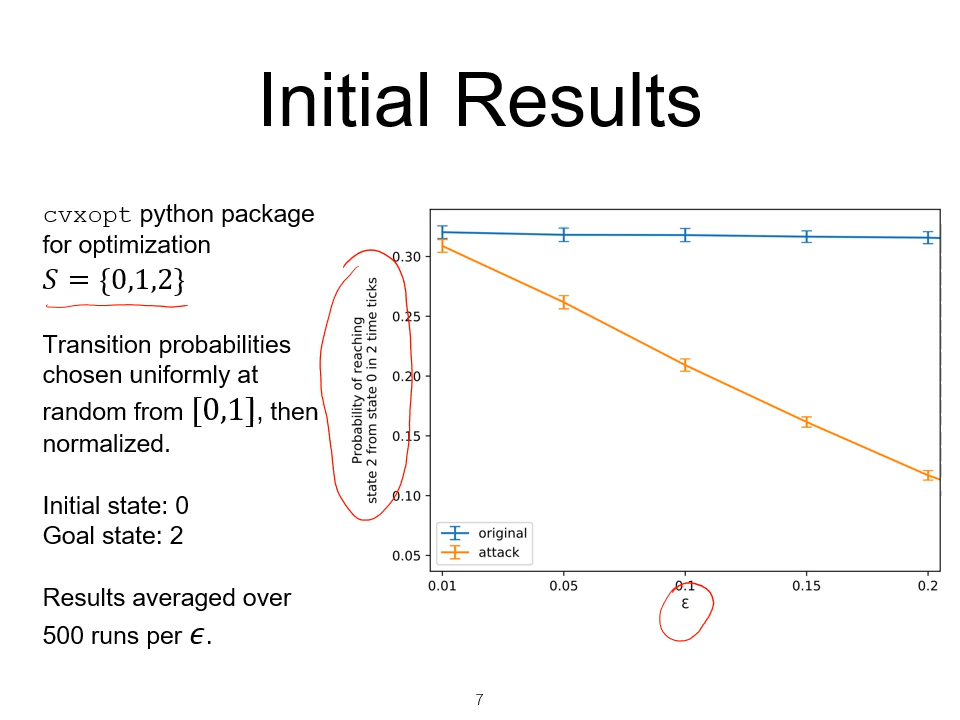 Initial Results
cvxopt python package
for optimization
S = {0,1,2}
Transition probabilities
chosen uniformly at
random from [0,1], then
normalized.
Initial state: 0
Goal state: 2
Results averaged over
500 runs per ϵ.
Probability of reaching
state 2 from state 0 in 2 time ticks
0.30
0.25
0.20
0.15
0.10
0.05
original
attack
0.01 0.05 0.1 0.15 0.2
ε
7